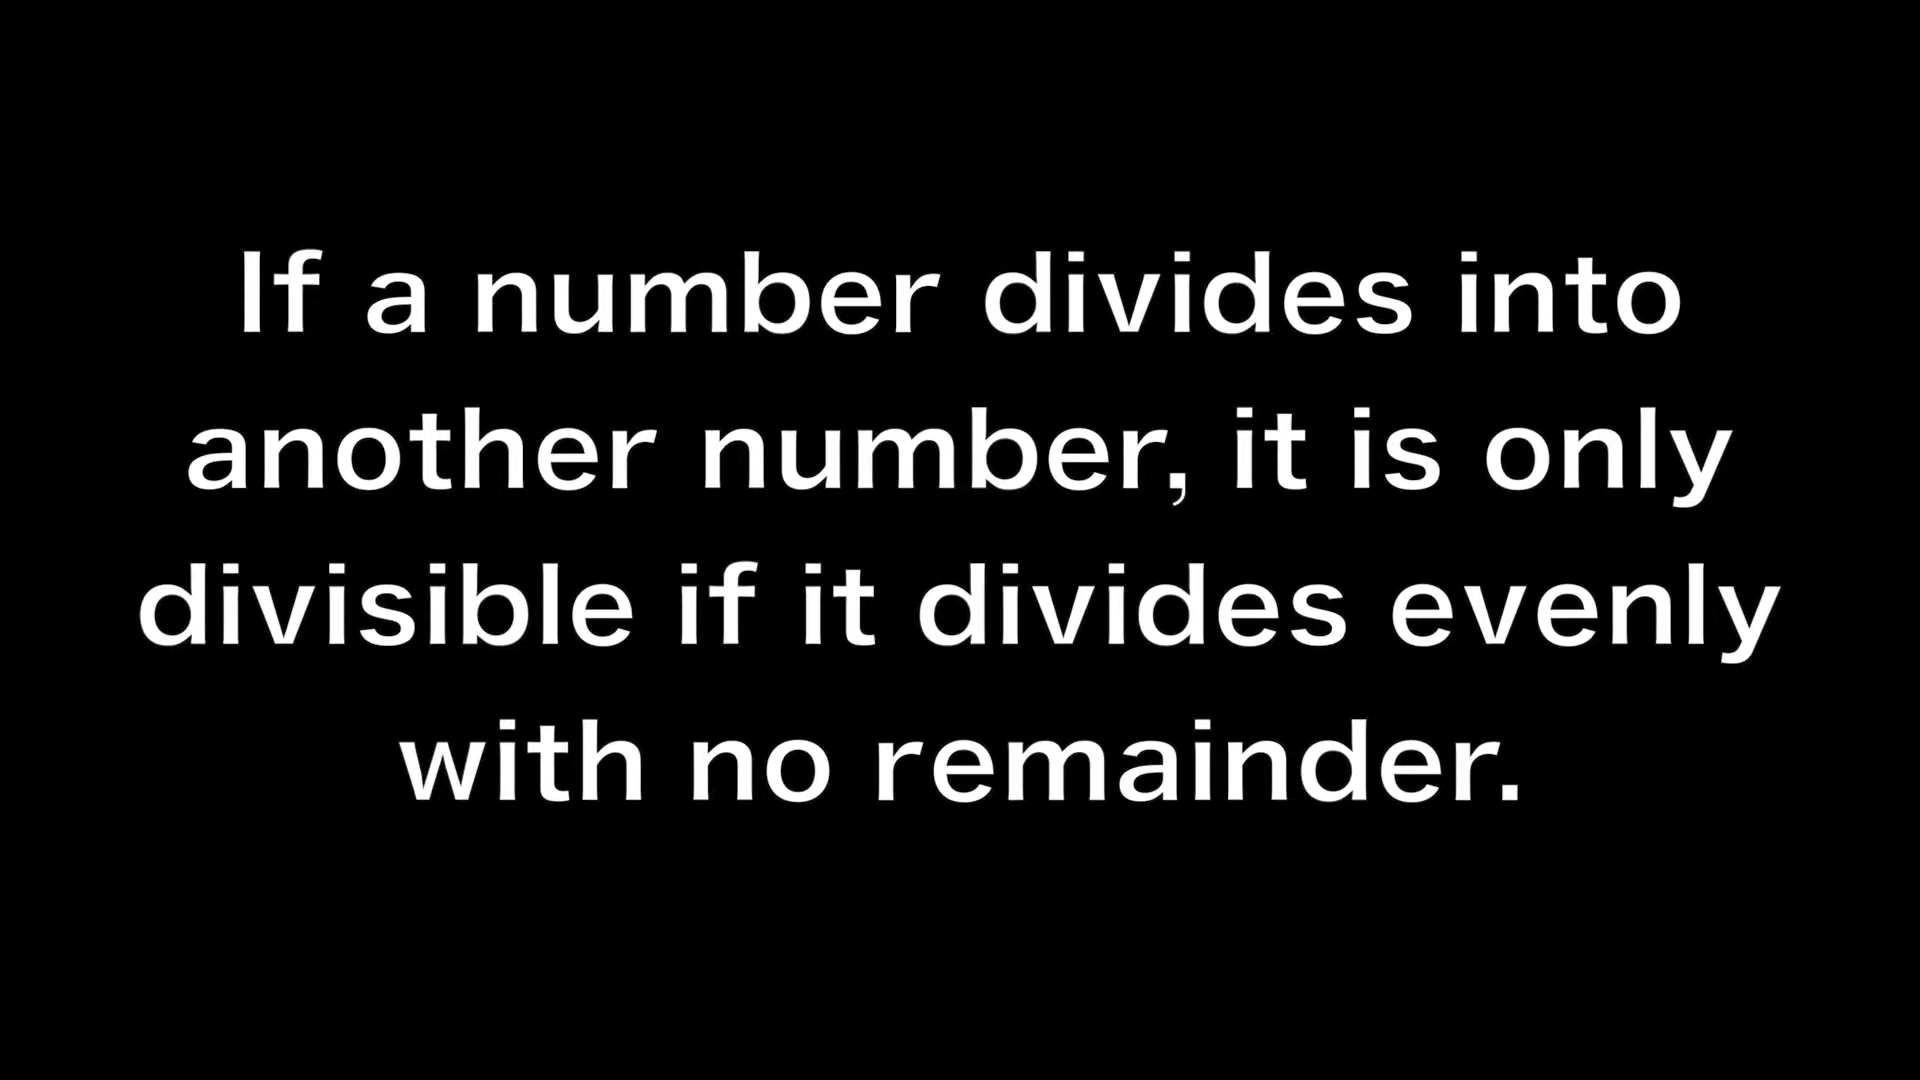 If a number divides into
another number, it is only
divisible if it divides evenly
with no remainder.